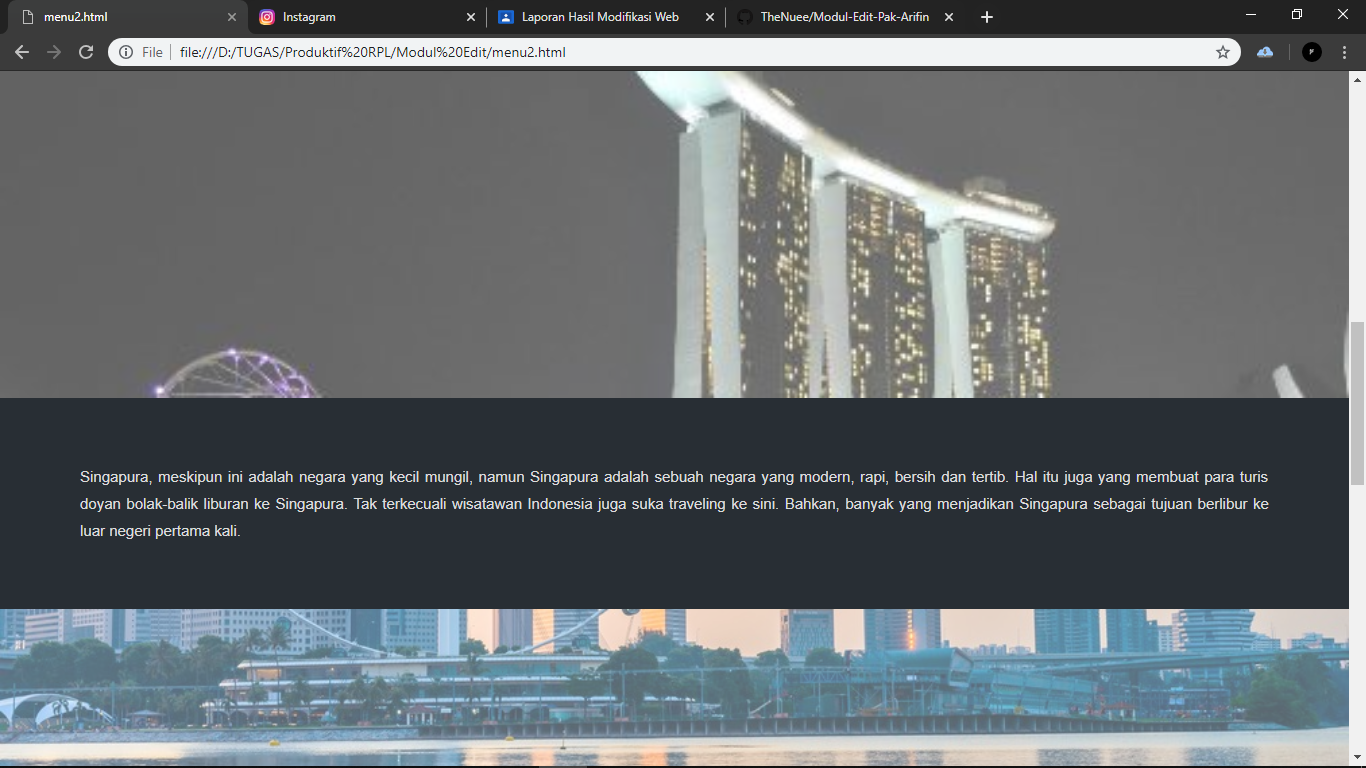 menu2.html
Instagram
Laporan Hasil Modifikasi Web
TheNuee/Modul-Edit-Pak-Arifin
File
file:///D:/TUGAS/Produktif%20RPL/Modul%20Edit/menu2.html
Singapura, meskipun ini adalah negara yang kecil mungil, namun Singapura adalah sebuah negara yang modern, rapi, bersih dan tertib. Hal itu juga yang membuat para turis
doyan bolak-balik liburan ke Singapura. Tak terkecuali wisatawan Indonesia juga suka traveling ke sini. Bahkan, banyak yang menjadikan Singapura sebagai tujuan berlibur ke
luar negeri pertama kali.